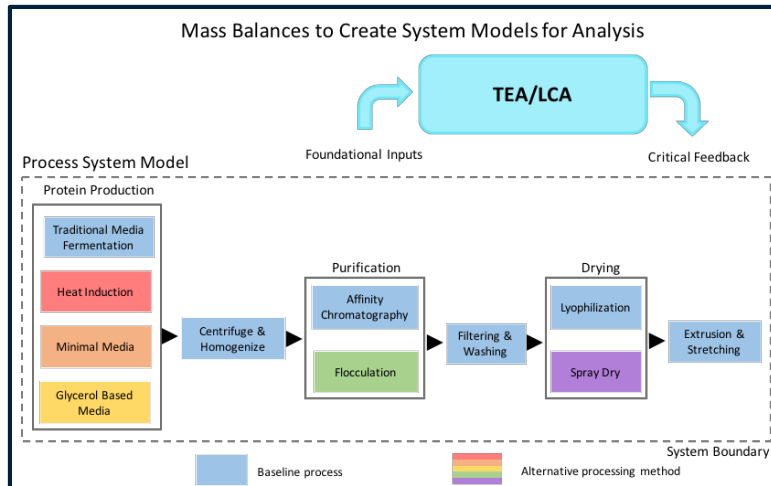 Mass Balances to Create System Models for Analysis
TEA/LCA
Foundational Inputs
Critical Feedback
Process System Model
Protein Production
Traditional Media
Fermentation
Heat Induction
Minimal Media
Glycerol Based
Media
Centrifuge &
Homogenize
Purification
Affinity
Chromatography
Flocculation
Filtering &
Washing
Drying
Lyophilization
Spray Dry
Extrusion &
Stretching
System Boundary
Baseline process
Alternative processing method